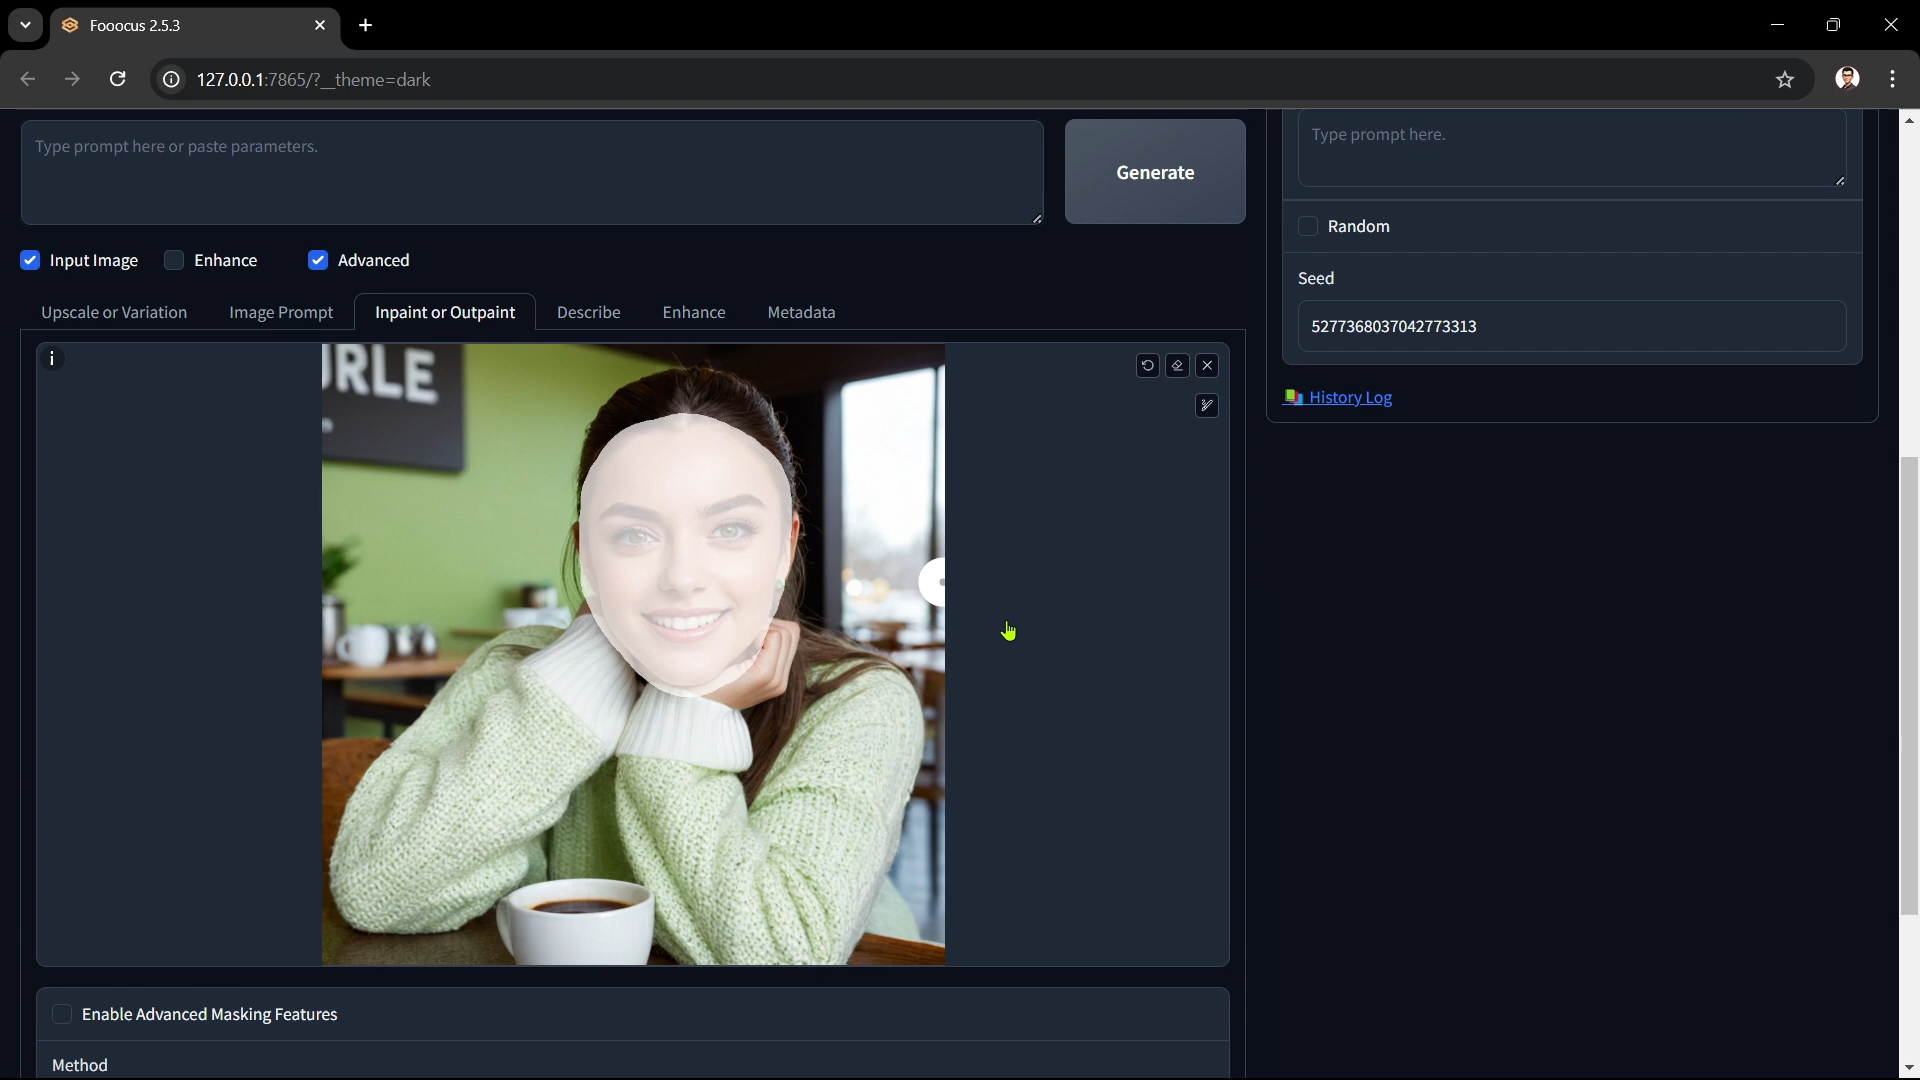 Fooocus 2.5.3
127.0.0.1:7865/?__theme=dark
Type prompt here or paste parameters.
Generate
Input Image
Enhance
Advanced
Upscale or Variation
Image Prompt
Inpaint or Outpaint
Describe
Enhance
Metadata
i
URLE
Enable Advanced Masking Features
Method
Type prompt here.
Random
Seed
5277368037042773313
History Log